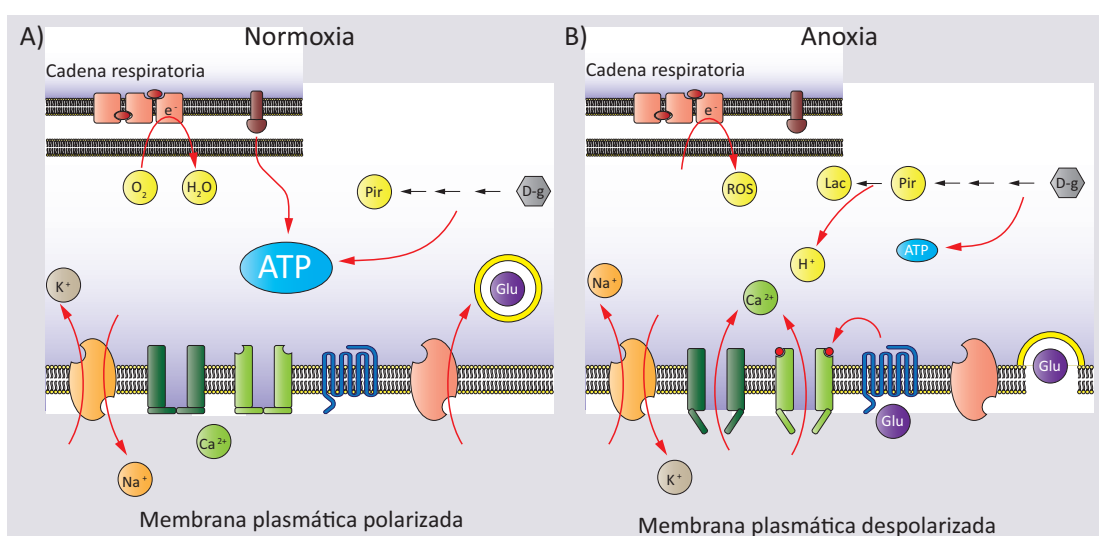 A) Normoxia
Cadena respiratoria
e-
O2
H2O
Pir
D-g
ATP
K+
Glu
Ca2+
Na+
Membrana plasmática polarizada
B) Anoxia
Cadena respiratoria
e-
ROS
Lac
Pir
D-g
H+
ATP
Na+
Ca2+
Glu
Glu
K+
Membrana plasmática despolarizada